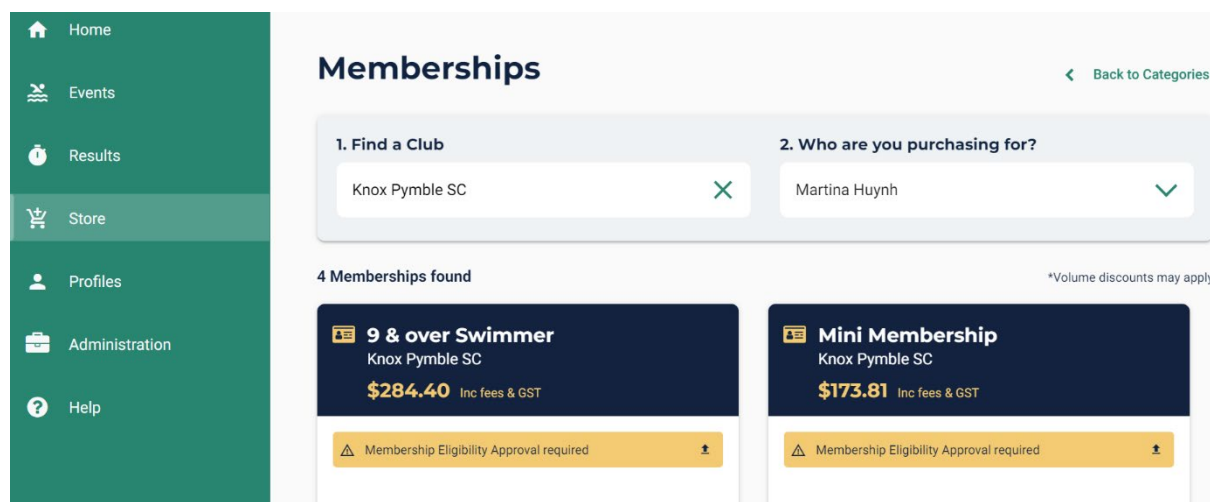 Home
Events
Results
Store
Profiles
Administration
Help
Memberships
Back to Categories
1. Find a Club
Knox Pymble SC
2. Who are you purchasing for?
Martina Huynh
4 Memberships found
*Volume discounts may apply
9 & over Swimmer
Knox Pymble SC
$284.40 Inc fees & GST
Membership Eligibility Approval required
Mini Membership
Knox Pymble SC
$173.81 Inc fees & GST
Membership Eligibility Approval required